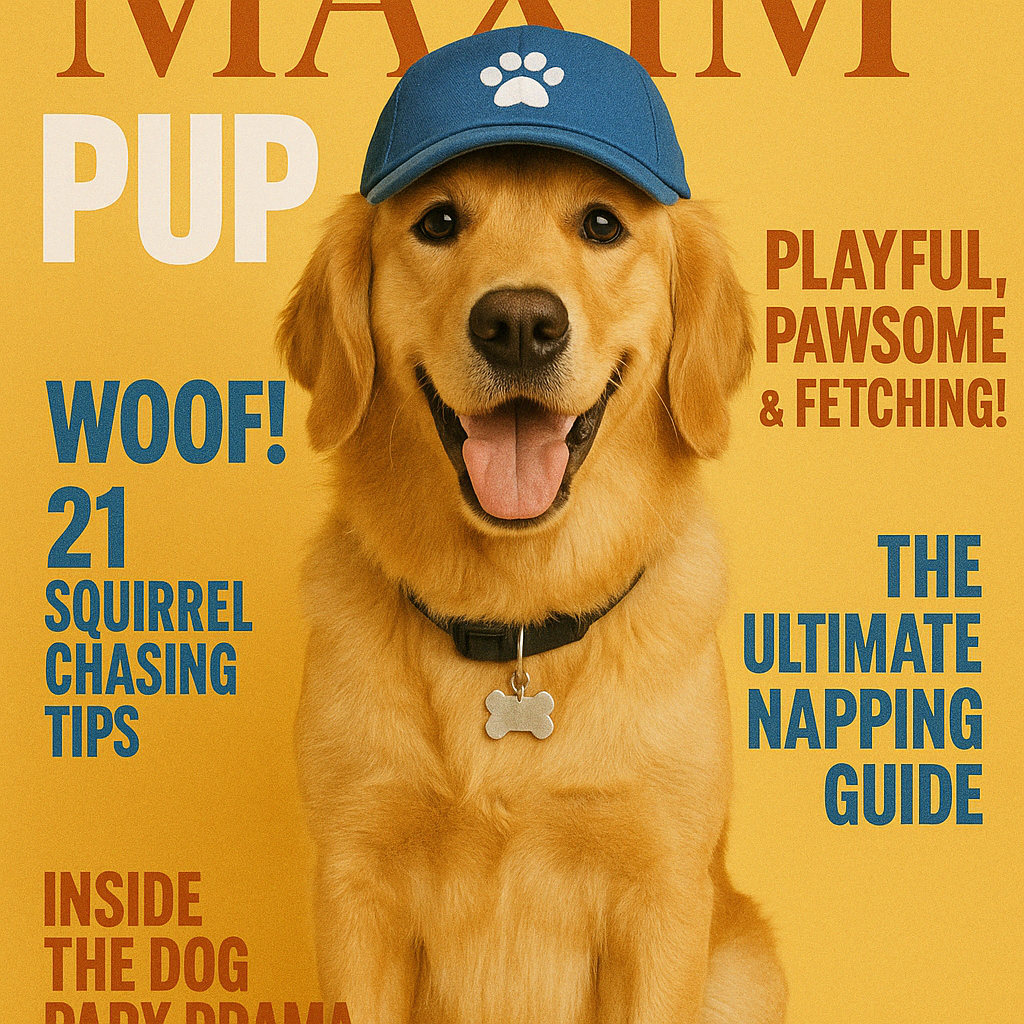 MAXIM
PUP
PLAYFUL,
PAWSOME
& FETCHING!
WOOF!
21
SQUIRREL
CHASING
TIPS
THE
ULTIMATE
NAPPING
GUIDE
INSIDE
THE DOG
PARK DRAMA